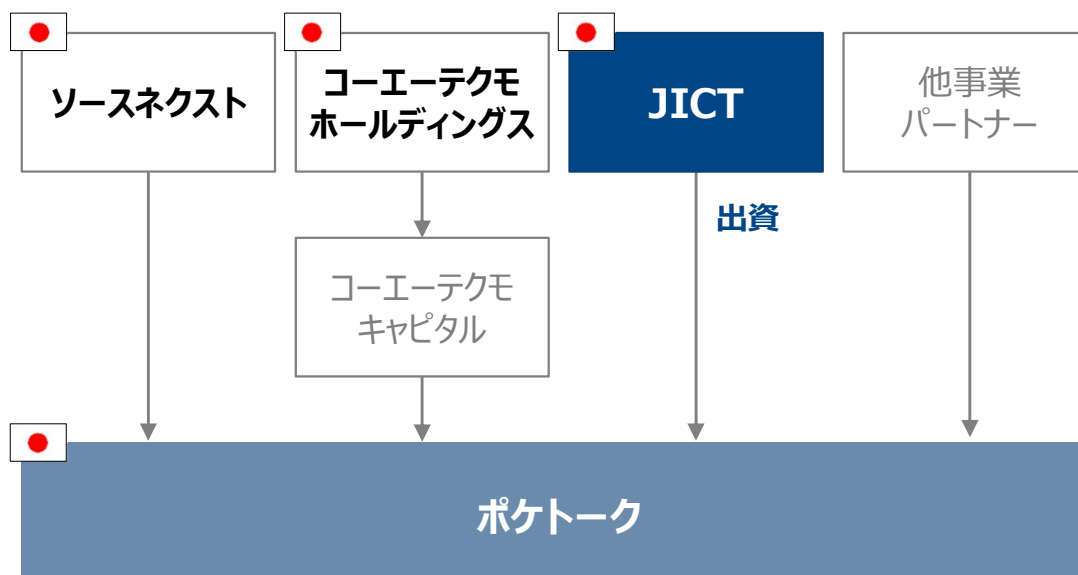 ソースネクスト
コーエーテクモ
ホールディングス
JICT
他事業
パートナー
出資
コーエーテクモ
キャピタル
ポケトーク